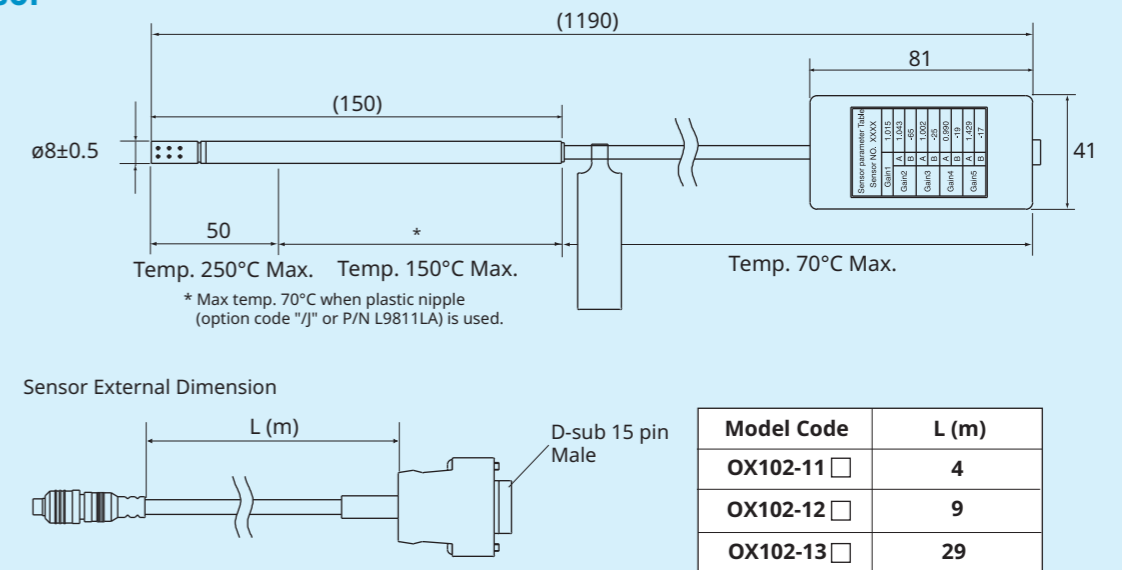 (1190)
81
(150)
ø8±0.5
Sensor parameter Table
Sensor NO. XXXX
Gain1 1.015
Gain2 A 1.043
B -65
Gain3 A 1.002
B -25
Gain4 A 0.990
B -19
Gain5 A 1.429
B -17
41
50
*
Temp. 250°C Max.
Temp. 150°C Max.
Temp. 70°C Max.
* Max temp. 70°C when plastic nipple
(option code "/J" or P/N L9811LA) is used.
Sensor External Dimension
L (m)
D-sub 15 pin
Male
Model Code L (m)
OX102-11□ 4
OX102-12□ 9
OX102-13□ 29